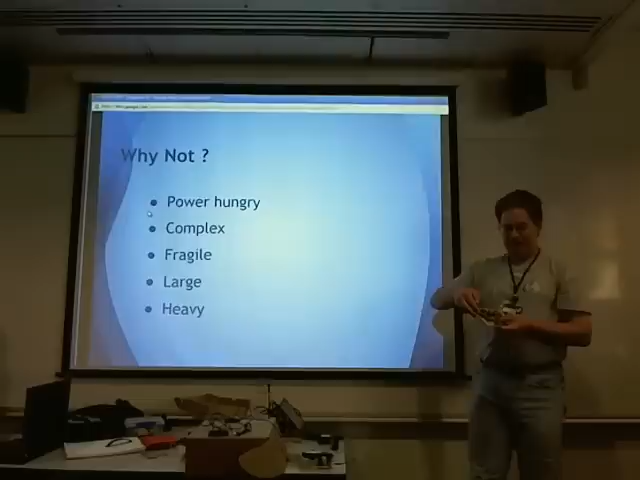 Why Not ?
Power hungry
Complex
Fragile
Large
Heavy